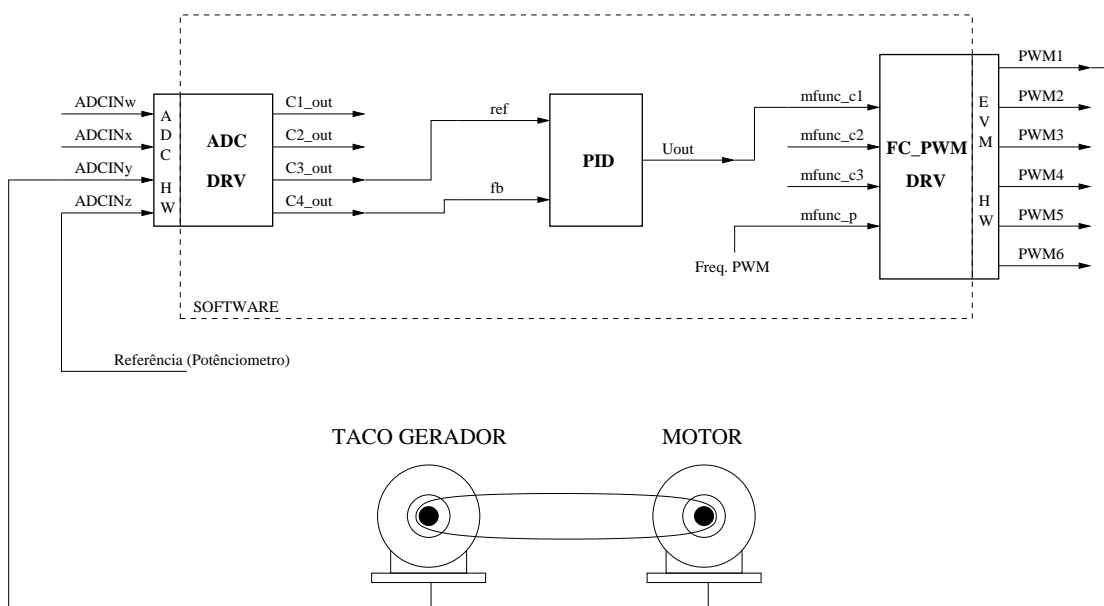 ADCINw
ADCINx
ADCINy
ADCINz
A
D
C
H
W
ADC
DRV
C1_out
C2_out
C3_out
C4_out
ref
fb
PID
Uout
mfunc_c1
mfunc_c2
mfunc_c3
mfunc_p
Freq. PWM
FC_PWM
DRV
E
V
M
H
W
PWM1
PWM2
PWM3
PWM4
PWM5
PWM6
SOFTWARE
Referência (Potênciometro)
TACO GERADOR
MOTOR